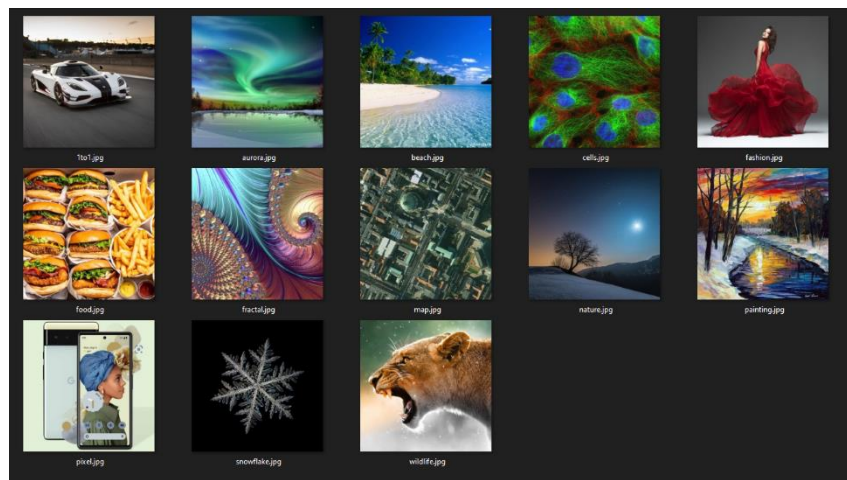 1to1.jpg
aurora.jpg
beach.jpg
cells.jpg
fashion.jpg
food.jpg
fractal.jpg
map.jpg
nature.jpg
painting.jpg
pixel.jpg
snowflake.jpg
wildlife.jpg